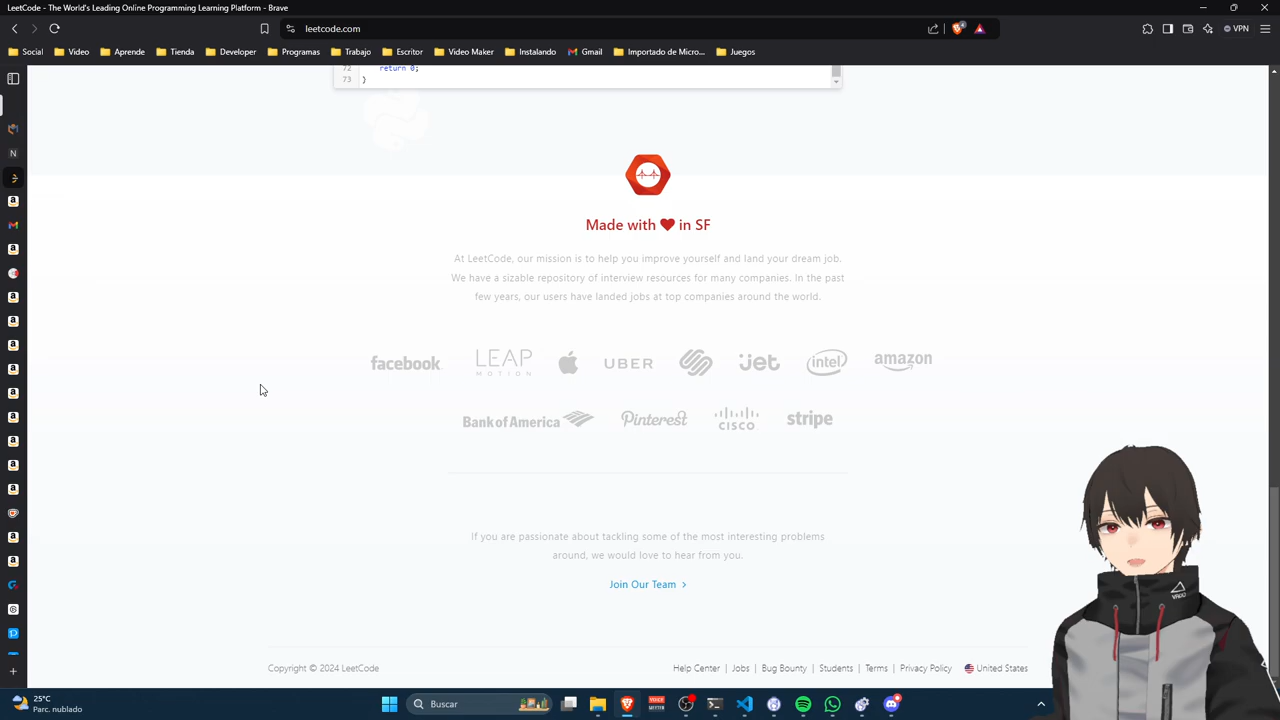 LeetCode - The World's Leading Online Programming Learning Platform - Brave
leetcode.com
4
VPN
Social
Video
Aprende
Tienda
Developer
Programas
Trabajo
Escritor
Video Maker
Instalando
Gmail
Importado de Micro...
Juegos
72 return 0;
73 }
Made with ❤ in SF
At LeetCode, our mission is to help you improve yourself and land your dream job.
We have a sizable repository of interview resources for many companies. In the past
few years, our users have landed jobs at top companies around the world.
facebook. LEAP MOTION UBER jet intel amazon
Bank of America Pinterest CISCO stripe
If you are passionate about tackling some of the most interesting problems
around, we would love to hear from you.
Join Our Team >
Copyright © 2024 LeetCode
Help Center | Jobs | Bug Bounty | Students | Terms | Privacy Policy United States
25°C
Parc. nublado
Buscar